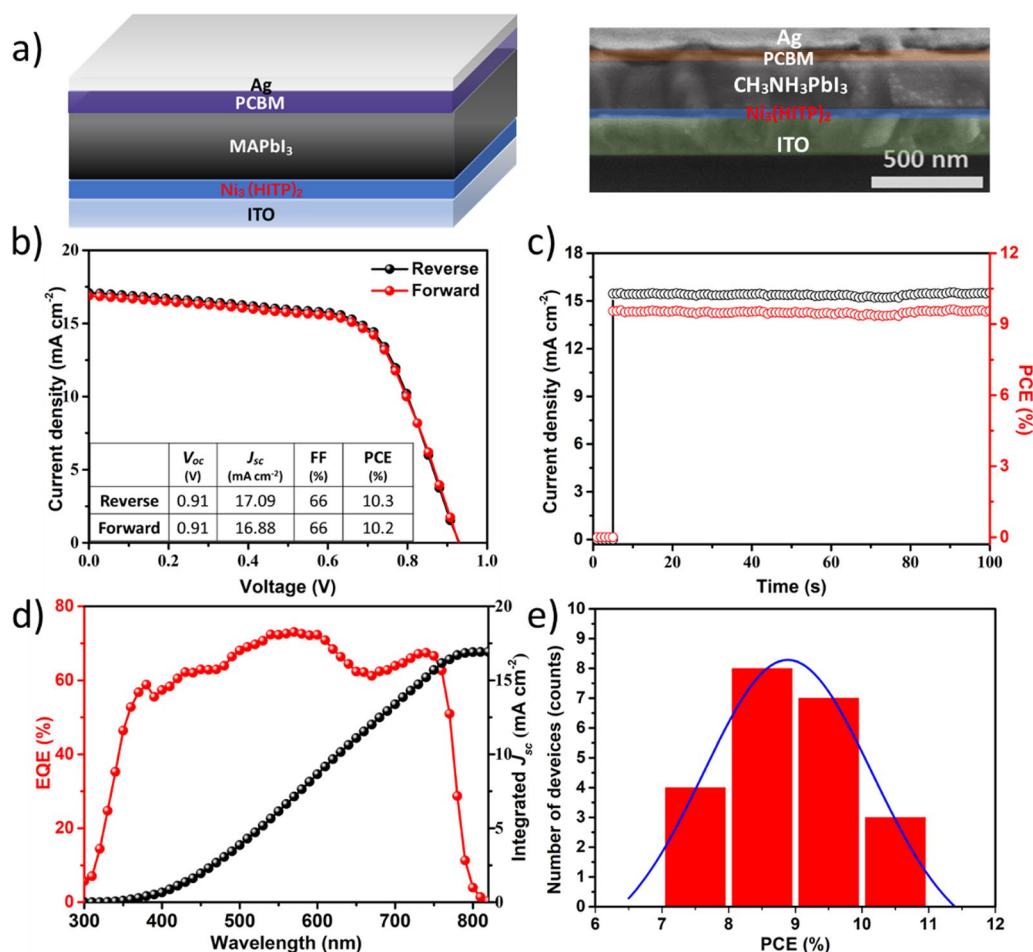 a)
Ag
PCBM
MAPbI₃
Ni₃(HITP)₂
ITO
Ag
PCBM
CH₃NH₃PbI₃
Ni₃(HITP)₂
ITO
500 nm
b)
Current density (mA cm⁻²)
20
15
10
5
0
Reverse
Forward
Voc (V) Jsc (mA cm⁻²) FF (%) PCE (%)
Reverse 0.91 17.09 66 10.3
Forward 0.91 16.88 66 10.2
0.0 0.2 0.4 0.6 0.8 1.0
Voltage (V)
c)
Current density (mA cm⁻²)
18
15
12
9
6
3
0
12
9
6
3
0
PCE (%)
0 20 40 60 80 100
Time (s)
d)
EQE (%)
80
60
40
20
0
20
15
10
5
0
Integrated Jsc (mA cm⁻²)
300 400 500 600 700 800
Wavelength (nm)
e)
Number of deveices (counts)
10
9
8
7
6
5
4
3
2
1
0
6 7 8 9 10 11 12
PCE (%)